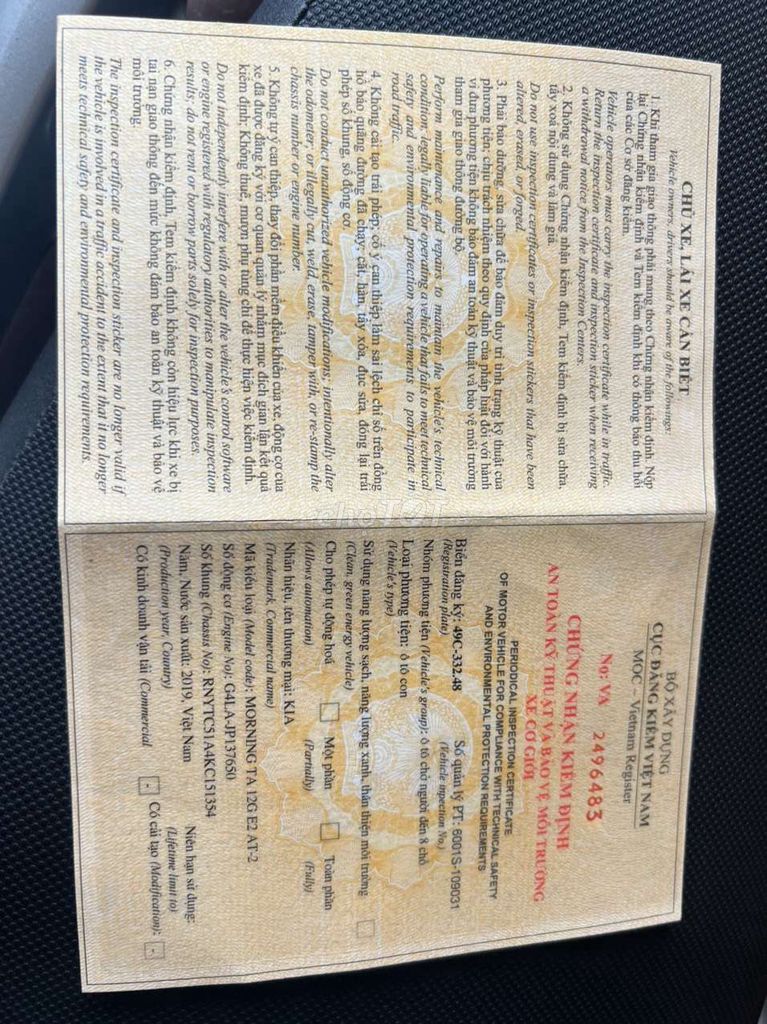 CHỦ XE, LÁI XE CẦN BIẾT
Vehicle owners, drivers should be aware of the followings:
1. Khi tham gia giao thông phải mang theo Chứng nhận kiểm định. Nộp
lại Chứng nhận kiểm định và Tem kiểm định khi có thông báo thu hồi
của các Cơ sở đăng kiểm.
Vehicle operators must carry the inspection certificate while in traffic.
Return the inspection certificate and inspection sticker when receiving
a withdrawal notice from the Inspection Centers.
2. Không sử dụng Chứng nhận kiểm định, Tem kiểm định bị sửa chữa,
tẩy xoá nội dung và làm giả.
Do not use inspection certificates or inspection stickers that have been
altered, erased, or forged.
3. Phải bảo dưỡng, sửa chữa để bảo đảm duy trì tình trạng kỹ thuật của
phương tiện; chịu trách nhiệm theo quy định của pháp luật đối với hành
vi đưa phương tiện không bảo đảm an toàn kỹ thuật và bảo vệ môi trường
tham gia giao thông đường bộ.
Perform maintenance and repairs to maintain the vehicle's technical
condition, legally liable for operating a vehicle that fails to meet technical
safety and environmental protection requirements to participate in
road traffic.
4. Không cải tạo trái phép; cố ý can thiệp làm sai lệch chỉ số trên đồng
hồ báo quãng đường đã chạy; cắt, hàn, tẩy xóa, đục sửa, đóng lại trái
phép số khung, số động cơ.
Do not conduct unauthorized vehicle modifications; intentionally alter
the odometer; or illegally cut, weld, erase, tamper with, or re-stamp the
chassis number or engine number.
5. Không tự ý can thiệp, thay đổi phần mềm điều khiển của xe, động cơ của
xe đã được đăng ký với cơ quan quản lý nhằm mục đích gian lận kết quả
kiểm định. Không thuê, mượn phụ tùng chỉ để thực hiện việc kiểm định.
Do not independently interfere with or alter the vehicle's control software
or engine registered with regulatory authorities to manipulate inspection
results; do not rent or borrow parts solely for inspection purposes.
6. Chứng nhận kiểm định, Tem kiểm định không còn hiệu lực khi xe bị
tai nạn giao thông đến mức không đảm bảo an toàn kỹ thuật và bảo vệ
môi trường.
The inspection certificate and inspection sticker are no longer valid if
the vehicle is involved in a traffic accident to the extent that it no longer
meets technical safety and environmental protection requirements.
BỘ XÂY DỰNG
CỤC ĐĂNG KIỂM VIỆT NAM
MOC – Vietnam Register
No: VA 2496483
CHỨNG NHẬN KIỂM ĐỊNH
AN TOÀN KỸ THUẬT VÀ BẢO VỆ MÔI TRƯỜNG
XE CƠ GIỚI
PERIODICAL INSPECTION CERTIFICATE
OF MOTOR VEHICLE FOR COMPLIANCE WITH TECHNICAL SAFETY
AND ENVIRONMENTAL PROTECTION REQUIREMENTS
Biển đăng ký: 49C-332.48 Số quản lý PT: 6001S-109031
(Registration plate) (Vehicle inpection No.)
Nhóm phương tiện (Vehicle's group): ô tô chở người đến 8 chỗ
Loại phương tiện: ô tô con
(Vehicle's type)
Sử dụng năng lượng sạch, năng lượng xanh, thân thiện môi trường
(Clean, green energy vehicle)
Cho phép tự động hoá Một phần Toàn phần
(Allows automation) (Partially) (Fully)
Nhãn hiệu, tên thương mại: KIA
(Trademark, Commercial name)
Mã kiểu loại (Model code): MORNING TA 12G E2 AT-2
Số động cơ (Engine No): G4LAJP137650
Số khung (Chassis No): RNYTC51A4KC151354
Năm, Nước sản xuất: 2019, Việt Nam Niên hạn sử dụng:
(Production year, Country) (Lifetime limit to)
Có kinh doanh vận tải (Commercial - Có cải tạo (Modification): -